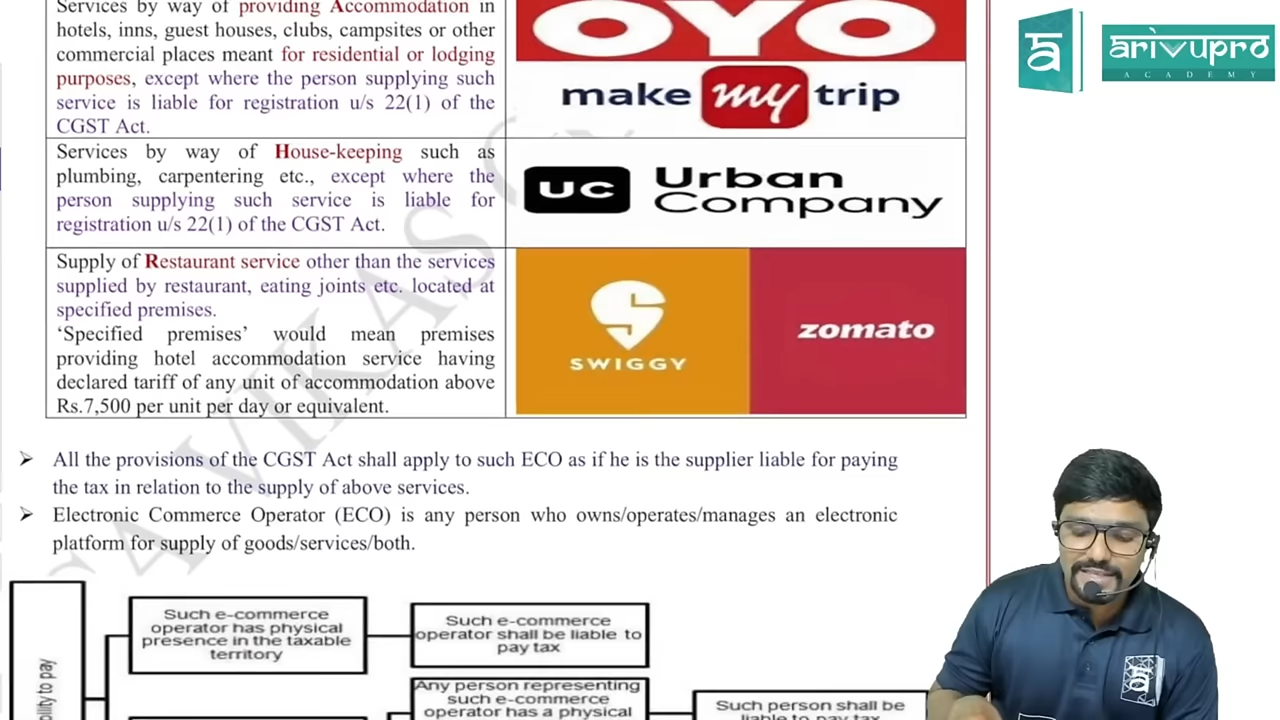 Services by way of providing Accommodation in
hotels, inns, guest houses, clubs, campsites or other
commercial places meant for residential or lodging
purposes, except where the person supplying such
service is liable for registration u/s 22(1) of the
CGST Act.
OYO
make my trip
Services by way of House-keeping such as
plumbing, carpentering etc., except where the
person supplying such service is liable for
registration u/s 22(1) of the CGST Act.
UC Urban
Company
Supply of Restaurant service other than the services
supplied by restaurant, eating joints etc. located at
specified premises.
‘Specified premises’ would mean premises
providing hotel accommodation service having
declared tariff of any unit of accommodation above
Rs.7,500 per unit per day or equivalent.
SWIGGY
zomato
➢ All the provisions of the CGST Act shall apply to such ECO as if he is the supplier liable for paying
the tax in relation to the supply of above services.
➢ Electronic Commerce Operator (ECO) is any person who owns/operates/manages an electronic
platform for supply of goods/services/both.
to pay
Such e-commerce
operator has physical
presence in the taxable
territory
Such e-commerce
operator shall be liable to
pay tax
Any person representing
such e-commerce
operator has a physical
Such person shall be
liable to pay tax
arivupro
ACADEMY
CA VIKAS